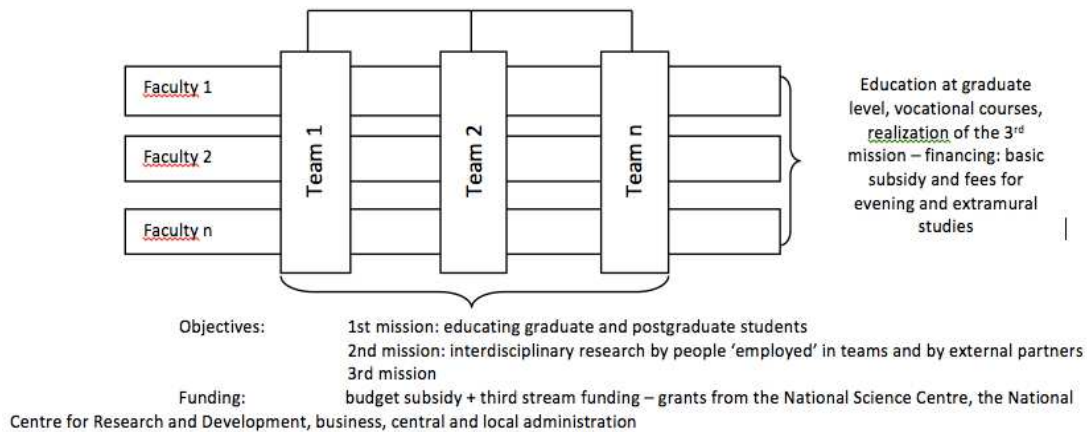 Faculty 1
Faculty 2
Faculty n
Team 1
Team 2
Team n
Education at graduate
level, vocational courses,
realization of the 3rd
mission – financing: basic
subsidy and fees for
evening and extramural
studies
Objectives: 1st mission: educating graduate and postgraduate students
2nd mission: interdisciplinary research by people ‘employed’ in teams and by external partners
3rd mission
Funding: budget subsidy + third stream funding – grants from the National Science Centre, the National
Centre for Research and Development, business, central and local administration